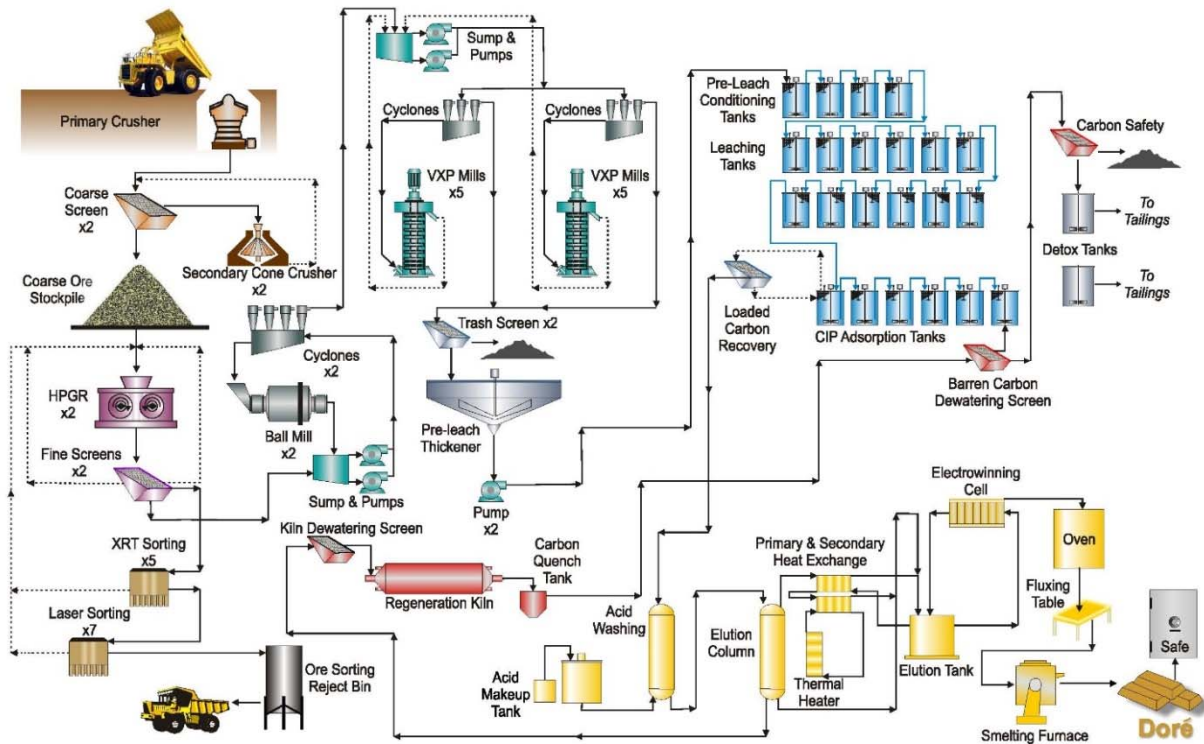 Primary Crusher
Coarse
Screen
x2
Secondary Cone Crusher
x2
Coarse Ore
Stockpile
HPGR
x2
Fine Screens
x2
XRT Sorting
x5
Laser Sorting
x7
Ore Sorting
Reject Bin
Cyclones
x2
Ball Mill
x2
Sump & Pumps
Sump &
Pumps
Cyclones
VXP Mills
x5
Cyclones
VXP Mills
x5
Trash Screen x2
Pre-leach
Thickener
Pump
x2
Pre-Leach
Conditioning
Tanks
Leaching
Tanks
Loaded
Carbon
Recovery
CIP Adsorption Tanks
Barren Carbon
Dewatering Screen
Carbon Safety
To
Tailings
Detox Tanks
To
Tailings
Kiln Dewatering Screen
Regeneration Kiln
Carbon
Quench
Tank
Acid
Makeup
Tank
Acid
Washing
Elution
Column
Primary & Secondary
Heat Exchange
Thermal
Heater
Elution Tank
Electrowinning
Cell
Oven
Fluxing
Table
Smelting Furnace
Safe
Doré